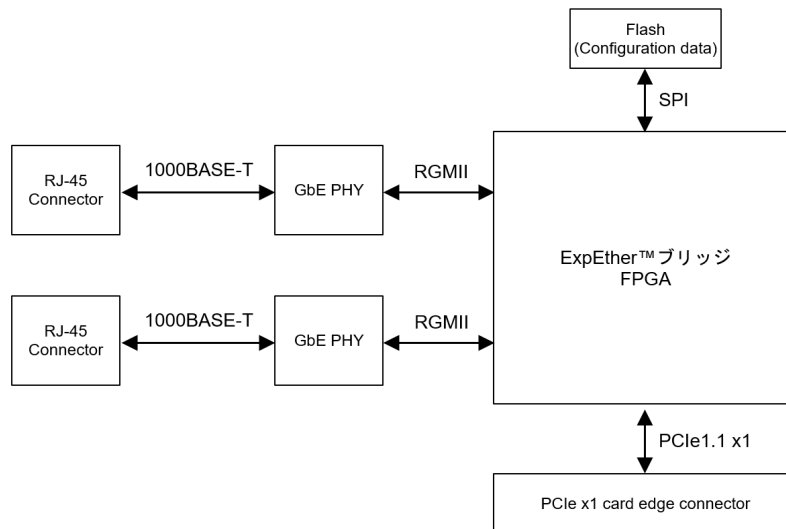 Flash
(Configuration data)
SPI
1000BASE-T
RGMII
RJ-45
Connector
GbE PHY
ExpEther™ブリッジ
FPGA
1000BASE-T
RGMII
RJ-45
Connector
GbE PHY
PCIe1.1 x1
PCIe x1 card edge connector